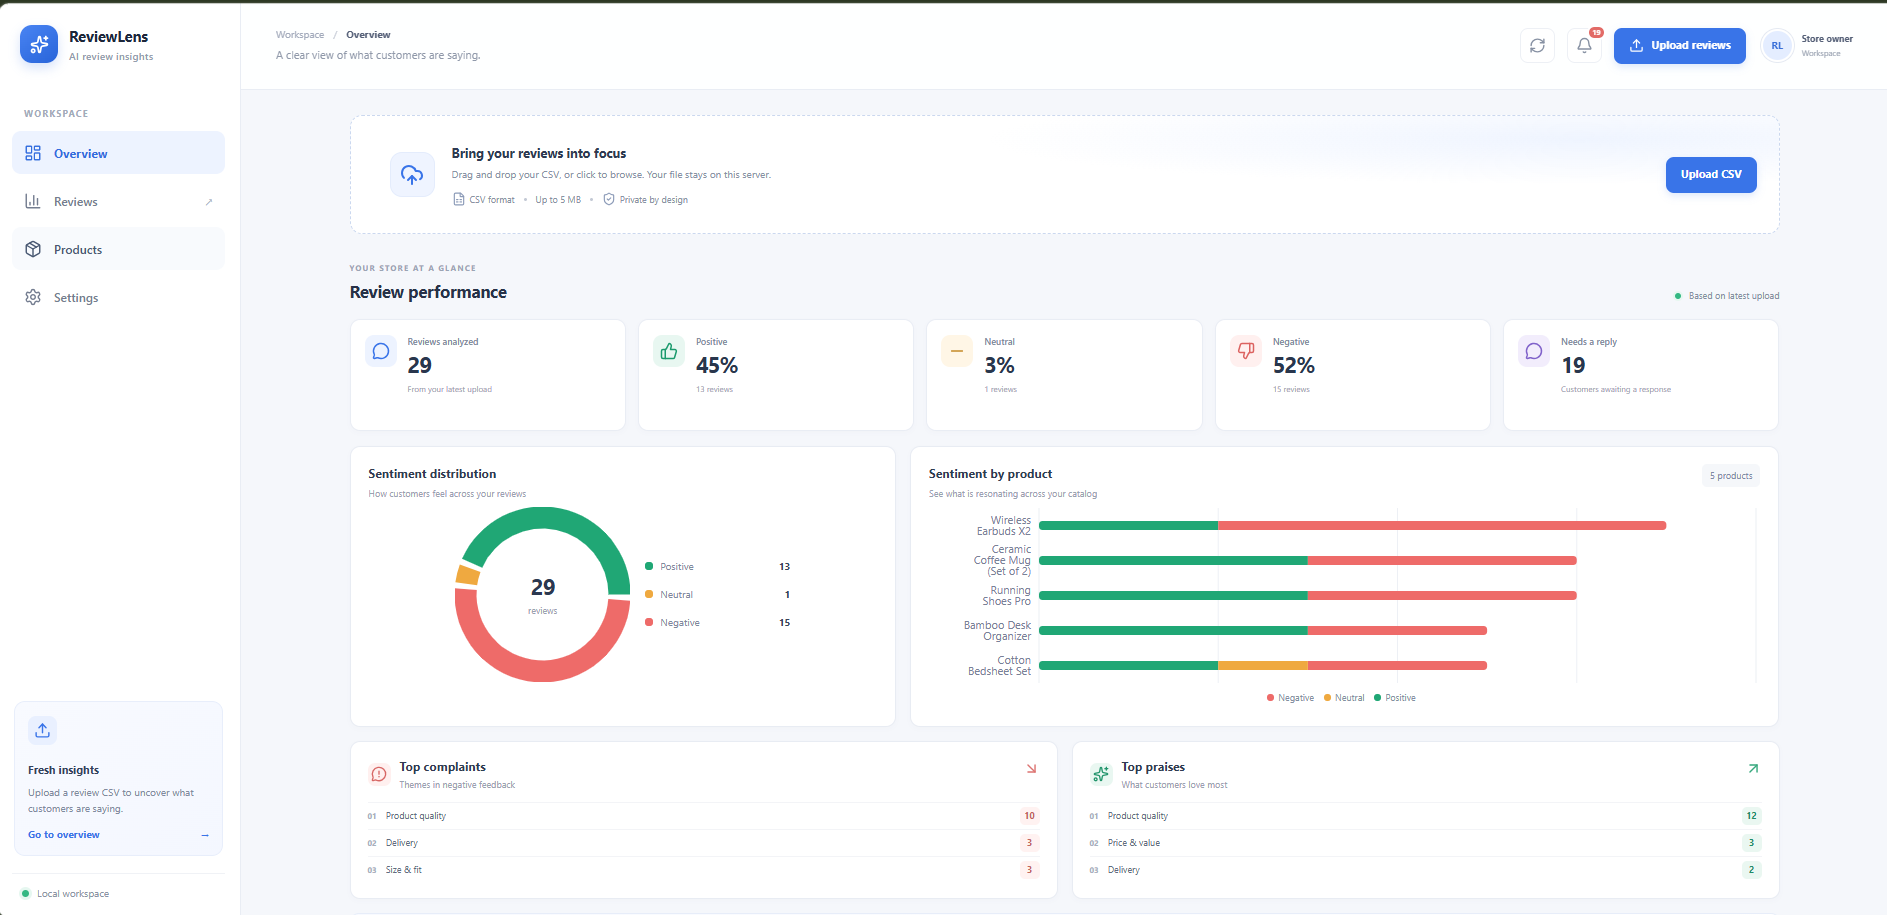 ReviewLens
AI review insights
WORKSPACE
Overview
Reviews
Products
Settings
Fresh insights
Upload a review CSV to uncover what
customers are saying.
Go to overview →
Local workspace
Workspace / Overview
A clear view of what customers are saying.
19
Upload reviews
RL
Store owner
Workspace
Bring your reviews into focus
Drag and drop your CSV, or click to browse. Your file stays on this server.
CSV format • Up to 5 MB • Private by design
Upload CSV
YOUR STORE AT A GLANCE
Review performance
Based on latest upload
Reviews analyzed
29
From your latest upload
Positive
45%
13 reviews
Neutral
3%
1 reviews
Negative
52%
15 reviews
Needs a reply
19
Customers awaiting a response
Sentiment distribution
How customers feel across your reviews
29
reviews
Positive 13
Neutral 1
Negative 15
Sentiment by product
See what is resonating across your catalog
5 products
Wireless
Earbuds X2
Ceramic
Coffee Mug
(Set of 2)
Running
Shoes Pro
Bamboo Desk
Organizer
Cotton
Bedsheet Set
Negative Neutral Positive
Top complaints
Themes in negative feedback
01 Product quality 10
02 Delivery 3
03 Size & fit 3
Top praises
What customers love most
01 Product quality 12
02 Price & value 3
03 Delivery 2